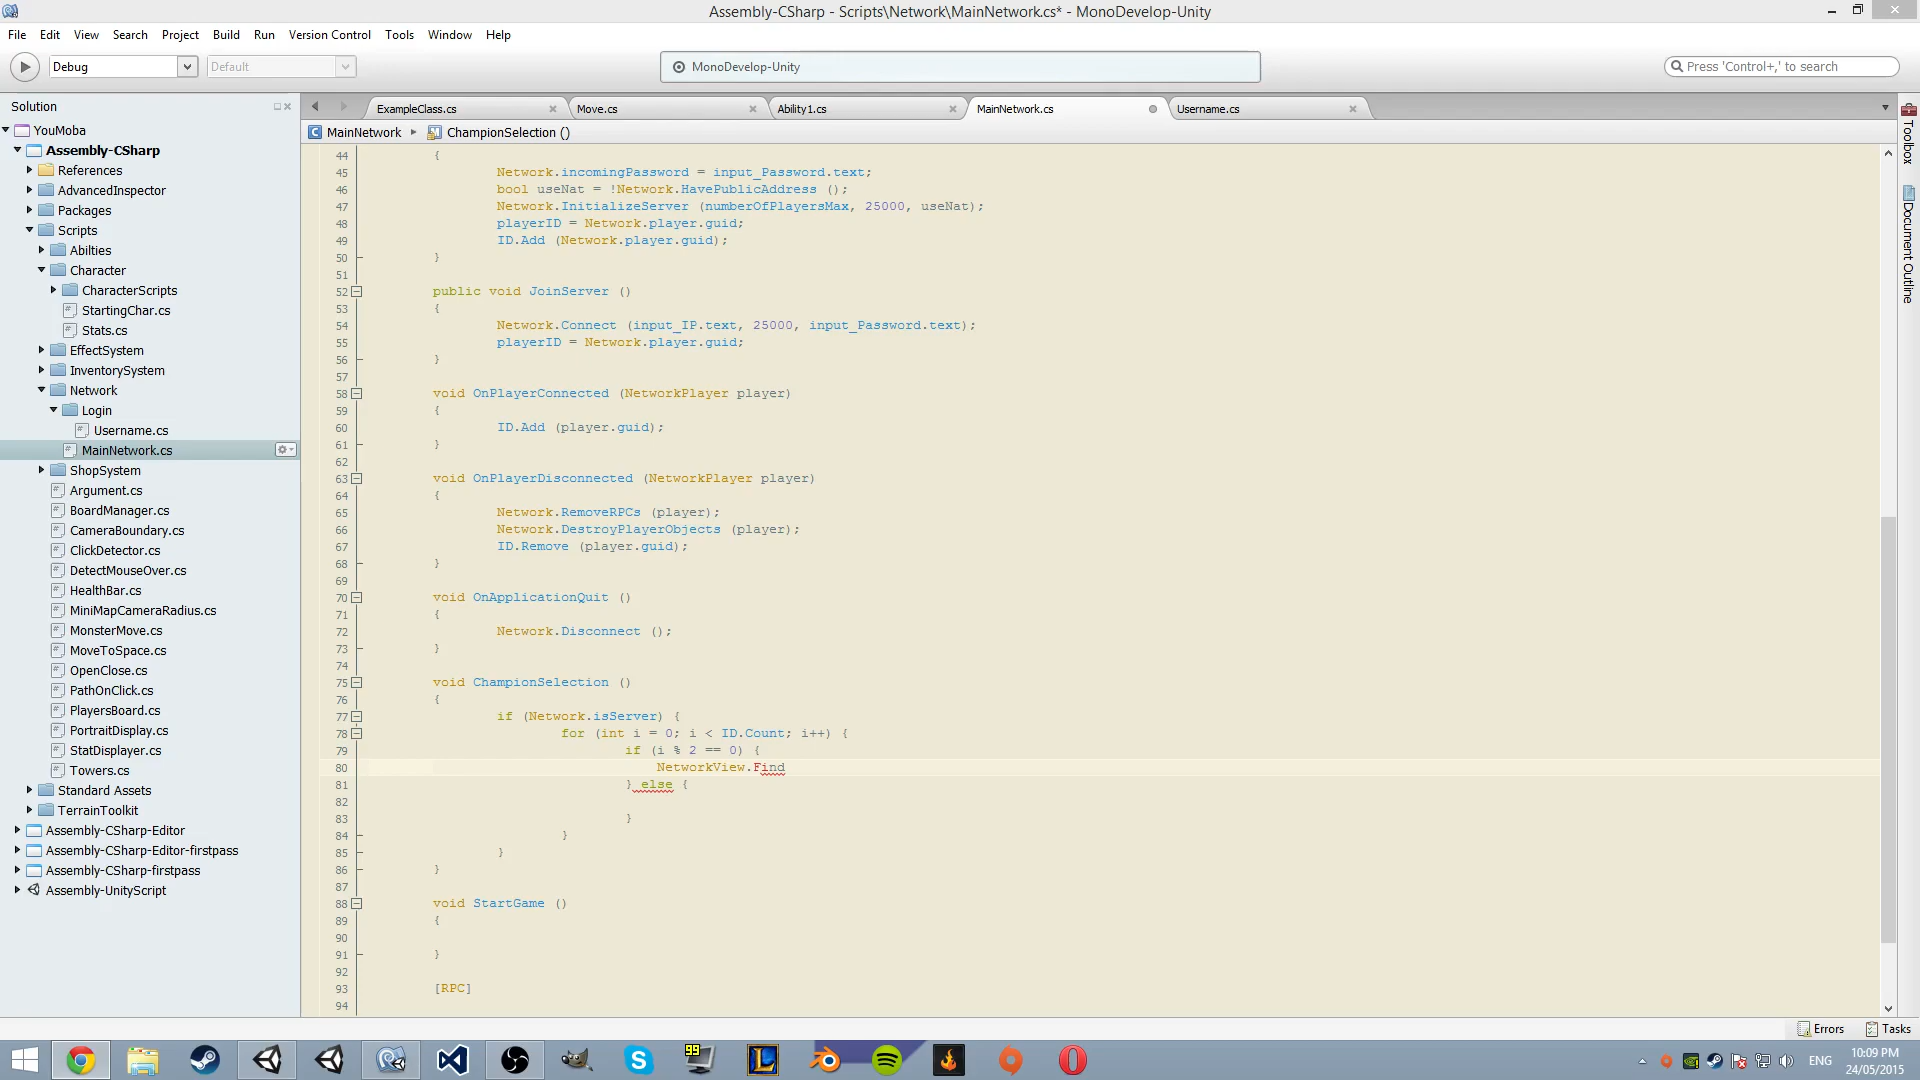 Assembly-CSharp - Scripts\Network\MainNetwork.cs* - MonoDevelop-Unity
File Edit View Search Project Build Run Version Control Tools Window Help
Debug Default MonoDevelop-Unity Press 'Control+,' to search
Solution
YouMoba
Assembly-CSharp
References
AdvancedInspector
Packages
Scripts
Abilties
Character
CharacterScripts
StartingChar.cs
Stats.cs
EffectSystem
InventorySystem
Network
Login
Username.cs
MainNetwork.cs
ShopSystem
Argument.cs
BoardManager.cs
CameraBoundary.cs
ClickDetector.cs
DetectMouseOver.cs
HealthBar.cs
MiniMapCameraRadius.cs
MonsterMove.cs
MoveToSpace.cs
OpenClose.cs
PathOnClick.cs
PlayersBoard.cs
PortraitDisplay.cs
StatDisplayer.cs
Towers.cs
Standard Assets
TerrainToolkit
Assembly-CSharp-Editor
Assembly-CSharp-Editor-firstpass
Assembly-CSharp-firstpass
Assembly-UnityScript
ExampleClass.cs Move.cs Ability1.cs MainNetwork.cs Username.cs
MainNetwork ChampionSelection ()
44 {
45 Network.incomingPassword = input_Password.text;
46 bool useNat = !Network.HavePublicAddress ();
47 Network.InitializeServer (numberOfPlayersMax, 25000, useNat);
48 playerID = Network.player.guid;
49 ID.Add (Network.player.guid);
50 }
51
52 public void JoinServer ()
53 {
54 Network.Connect (input_IP.text, 25000, input_Password.text);
55 playerID = Network.player.guid;
56 }
57
58 void OnPlayerConnected (NetworkPlayer player)
59 {
60 ID.Add (player.guid);
61 }
62
63 void OnPlayerDisconnected (NetworkPlayer player)
64 {
65 Network.RemoveRPCs (player);
66 Network.DestroyPlayerObjects (player);
67 ID.Remove (player.guid);
68 }
69
70 void OnApplicationQuit ()
71 {
72 Network.Disconnect ();
73 }
74
75 void ChampionSelection ()
76 {
77 if (Network.isServer) {
78 for (int i = 0; i < ID.Count; i++) {
79 if (i % 2 == 0) {
80 NetworkView.Find
81 } else {
82
83 }
84 }
85 }
86 }
87
88 void StartGame ()
89 {
90
91 }
92
93 [RPC]
94
Toolbox
Document Outline
Errors Tasks
99
ENG
10:09 PM
24/05/2015